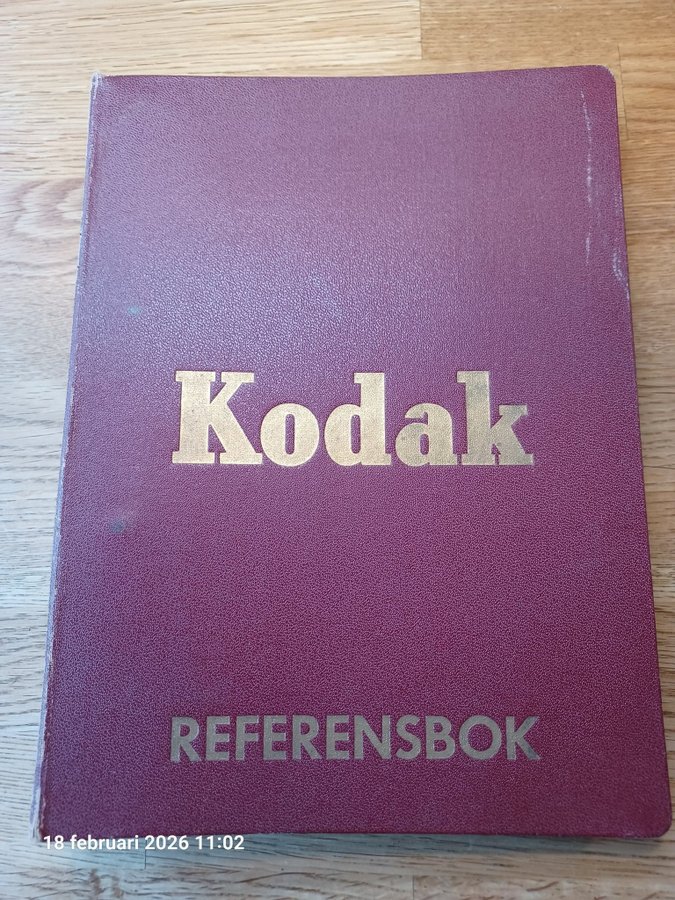 Kodak
REFERENSBOK
18 februari 2026 11:02